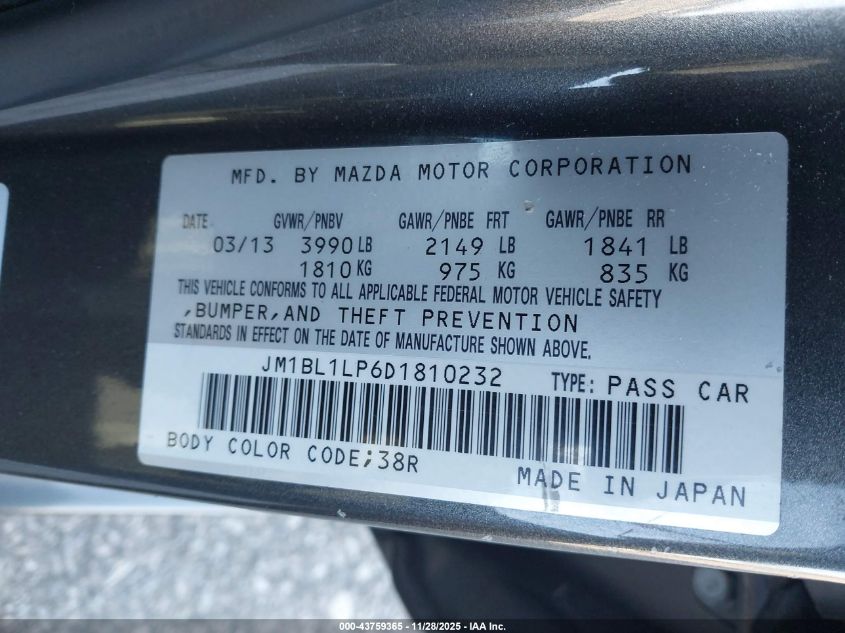 MFD. BY MAZDA MOTOR CORPORATION
DATE GVWR/PNBV GAWR/PNBE FRT GAWR/PNBE RR
03/13 3990 LB 2149 LB 1841 LB
1810 KG 975 KG 835 KG
THIS VEHICLE CONFORMS TO ALL APPLICABLE FEDERAL MOTOR VEHICLE SAFETY
,BUMPER,AND THEFT PREVENTION
STANDARDS IN EFFECT ON THE DATE OF MANUFACTURE SHOWN ABOVE.
JM1BL1LP6D1810232 TYPE: PASS CAR
BODY COLOR CODE;38R
MADE IN JAPAN
000-43759365 - 11/28/2025 - IAA Inc.